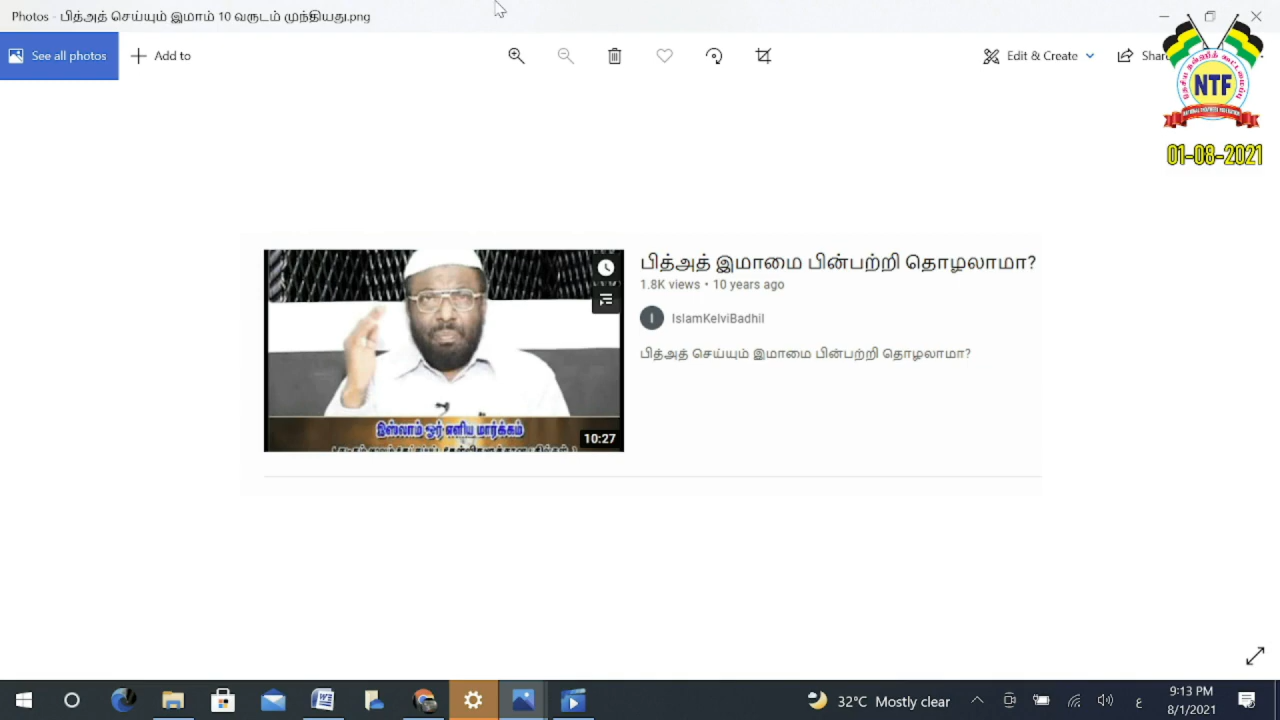 Photos - பித்அத் செய்யும் இமாம் 10 வருடம் முந்தியது.png
See all photos
Add to
Edit & Create
தேசிய தவ்ஹீத் கூட்டமைப்பு
NTF
01-08-2021
பித்அத் இமாமை பின்பற்றி தொழலாமா?
1.8K views • 10 years ago
I IslamKelviBadhil
பித்அத் செய்யும் இமாமை பின்பற்றி தொழலாமா?
இஸ்லாம் ஓர் எளிய மார்க்கம்
10:27
32°C Mostly clear
ع
9:13 PM
8/1/2021